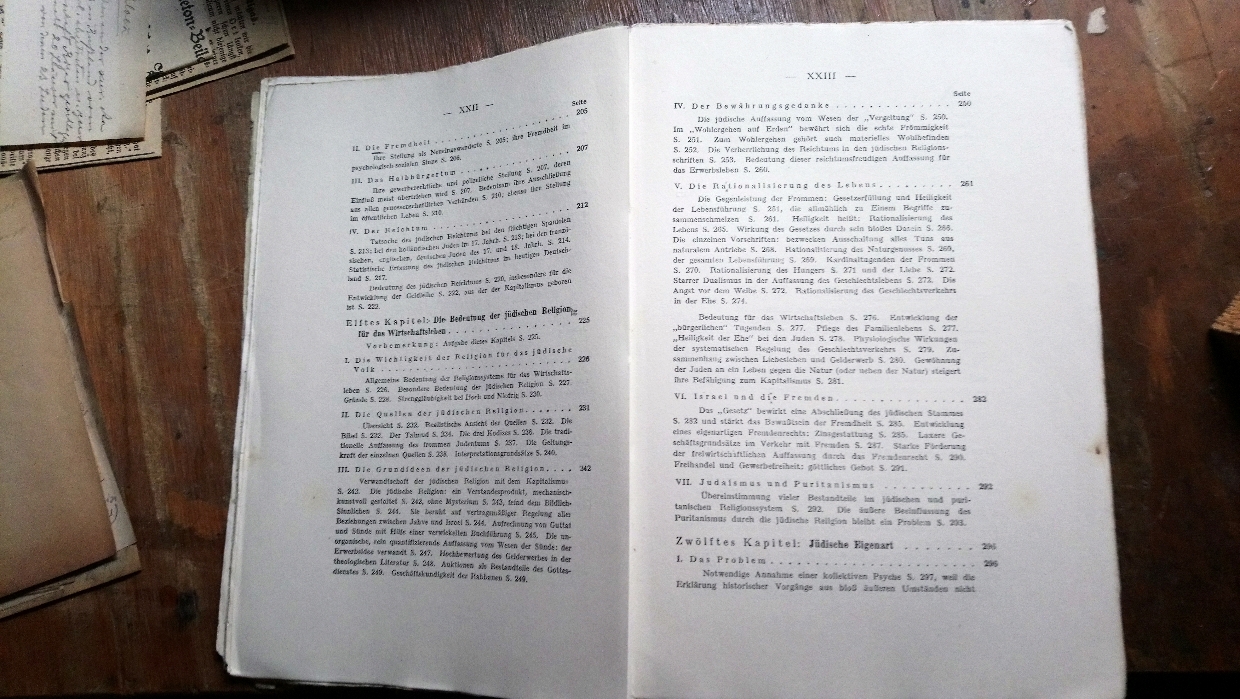 — XXII —
Seite
II. Die Fremdheit . . . . . . . . . . . . . . 205
Ihre Stellung als Neueingewanderte S. 205; ihre Fremdheit im
psychologisch-sozialen Sinne S. 206.
III. Das Halbbürgertum . . . . . . . . . . . 207
Ihre gewerberechtliche und polizeiliche Stellung S. 207, deren
Einfluß meist übertrieben wird S. 207. Bedeutsam: ihre Ausschließung
aus allen genossenschaftlichen Verbänden S. 210, ebenso ihre Stellung
im öffentlichen Leben S. 210.
IV. Der Reichtum . . . . . . . . . . . . . . 212
Tatsache des jüdischen Reichtums bei den flüchtigen Spaniolen
S. 213; bei den holländischen Juden im 17. Jahrh. S. 213; bei den franzö-
sischen, englischen, deutschen Juden des 17. und 18. Jahrh. S. 214.
Statistische Erfassung des jüdischen Reichtums im heutigen Deutsch-
land S. 217.
Bedeutung des jüdischen Reichtums S. 220, insbesondere für die
Entwicklung der Geldleihe S. 222, aus der der Kapitalismus geboren
ist S. 222.
Elftes Kapitel: Die Bedeutung der jüdischen Religion
für das Wirtschaftsleben . . . . . . . . . . . 225
Vorbemerkung: Aufgabe dieses Kapitels S. 225.
I. Die Wichtigkeit der Religion für das jüdische
Volk . . . . . . . . . . . . . . . . . . 226
Allgemeine Bedeutung der Religionssysteme für das Wirtschafts-
leben S. 226. Besondere Bedeutung der jüdischen Religion S. 227.
Gründe S. 228. Strenggläubigkeit bei Hoch und Niedrig S. 230.
II. Die Quellen der jüdischen Religion . . . . . . . 231
Übersicht S. 232. Realistische Ansicht der Quellen S. 232. Die
Bibel S. 233. Der Talmud S. 234. Die drei Kodizes S. 236. Die tradi-
tionelle Auffassung des frommen Judentums S. 237. Die Geltungs-
kraft der einzelnen Quellen S. 238. Interpretationsgrundsätze S. 240.
III. Die Grundideen der jüdischen Religion . . . . 242
Verwandtschaft der jüdischen Religion mit dem Kapitalismus
S. 242. Die jüdische Religion: ein Verstandesprodukt, mechanisch-
kunstvoll gestaltet S. 242, ohne Mysterium S. 243, feind dem Bildlich-
Sinnlichen S. 244. Sie beruht auf vertragsmäßiger Regelung aller
Beziehungen zwischen Jahve und Israel S. 244. Aufrechnung von Guttat
und Sünde mit Hilfe einer verwickelten Buchführung S. 245. Die un-
organische, rein quantifizierende Auffassung vom Wesen der Sünde: der
Erwerbsidee verwandt S. 247. Hochbewertung des Gelderwerbes in der
theologischen Literatur S. 248. Auktionen als Bestandteile des Gottes-
dienstes S. 249. Geschäftskundigkeit der Rabbenen S. 249.
— XXIII —
Seite
IV. Der Bewährungsgedanke . . . . . . . . . . . . . . 250
Die jüdische Auffassung vom Wesen der „Vergeltung“ S. 250.
Im „Wohlergehen auf Erden“ bewährt sich die echte Frömmigkeit
S. 251. Zum Wohlergehen gehört auch materielles Wohlbefinden
S. 252. Die Verherrlichung des Reichtums in den jüdischen Religions-
schriften S. 253. Bedeutung dieser reichtumsfreudigen Auffassung für
das Erwerbsleben S. 260.
V. Die Rationalisierung des Lebens . . . . . . . . . 261
Die Gegenleistung der Frommen: Gesetzerfüllung und Heiligkeit
der Lebensführung S. 261, die allmählich zu Einem Begriffe zu-
sammenschmelzen S. 261. Heiligkeit heißt: Rationalisierung des
Lebens S. 265. Wirkung des Gesetzes durch sein bloßes Dasein S. 266.
Die einzelnen Vorschriften: bezwecken Ausschaltung alles Tuns aus
naturalem Antriebe S. 268. Rationalisierung des Naturgenusses S. 269,
der gesamten Lebensführung S. 269. Kardinaltugenden der Frommen
S. 270. Rationalisierung des Hungers S. 271 und der Liebe S. 272.
Starrer Dualismus in der Auffassung des Geschlechtslebens S. 272. Die
Angst vor dem Weibe S. 272. Rationalisierung des Geschlechtsverkehrs
in der Ehe S. 274.
Bedeutung für das Wirtschaftsleben S. 276. Entwicklung der
„bürgerlichen“ Tugenden S. 277. Pflege des Familienlebens S. 277.
„Heiligkeit der Ehe“ bei den Juden S. 278. Physiologische Wirkungen
der systematischen Regelung des Geschlechtsverkehrs S. 279. Zu-
sammenhang zwischen Liebesleben und Gelderwerb S. 280. Gewöhnung
der Juden an ein Leben gegen die Natur (oder neben der Natur) steigert
ihre Befähigung zum Kapitalismus S. 281.
VI. Israel und die Fremden . . . . . . . . . . . . . 282
Das „Gesetz“ bewirkt eine Abschließung des jüdischen Stammes
S. 282 und stärkt das Bewußtsein der Fremdheit S. 285. Entwicklung
eines eigenartigen Fremdenrechts: Zinsgestattung S. 285. Laxere Ge-
schäftsgrundsätze im Verkehr mit Fremden S. 287. Starke Förderung
der freiwirtschaftlichen Auffassung durch das Fremdenrecht S. 290.
Freihandel und Gewerbefreiheit: göttliches Gebot S. 291.
VII. Judaismus und Puritanismus . . . . . . . . . 292
Übereinstimmung vieler Bestandteile im jüdischen und puri-
tanischen Religionssystem S. 292. Die äußere Beeinflussung des
Puritanismus durch die jüdische Religion bleibt ein Problem S. 293.
Zwölftes Kapitel: Jüdische Eigenart . . . . . . . . 295
I. Das Problem . . . . . . . . . . . . . . . . . . . 296
Notwendige Annahme einer kollektiven Psyche S. 297, weil die
Erklärung historischer Vorgänge aus bloß äußeren Umständen nicht